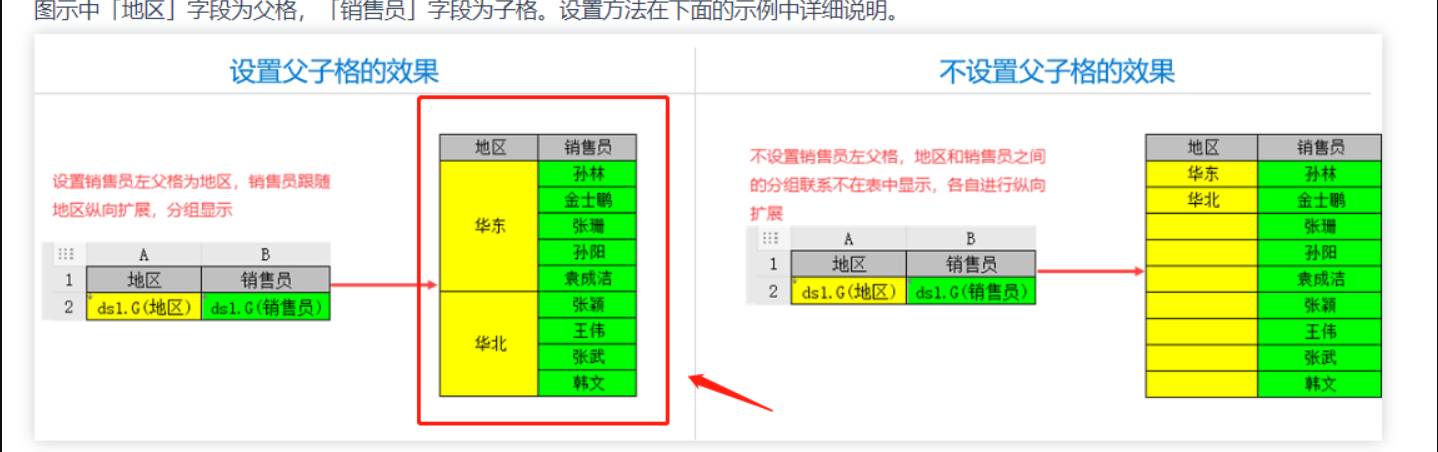 图示中「地区」字段为父格，「销售员」字段为子格。设置方法在下面的示例中详细说明。
设置父子格的效果
设置销售员左父格为地区，销售员跟随
地区纵向扩展，分组显示
A B
1 地区 销售员
2 ds1.G(地区) ds1.G(销售员)
地区 销售员
华东 孙林
金士鹏
张珊
孙阳
袁成洁
华北 张颖
王伟
张武
韩文
不设置父子格的效果
不设置销售员左父格，地区和销售员之间
的分组联系不在表中显示，各自进行纵向
扩展
A B
1 地区 销售员
2 ds1.G(地区) ds1.G(销售员)
地区 销售员
华东 孙林
华北 金士鹏
张珊
孙阳
袁成洁
张颖
王伟
张武
韩文